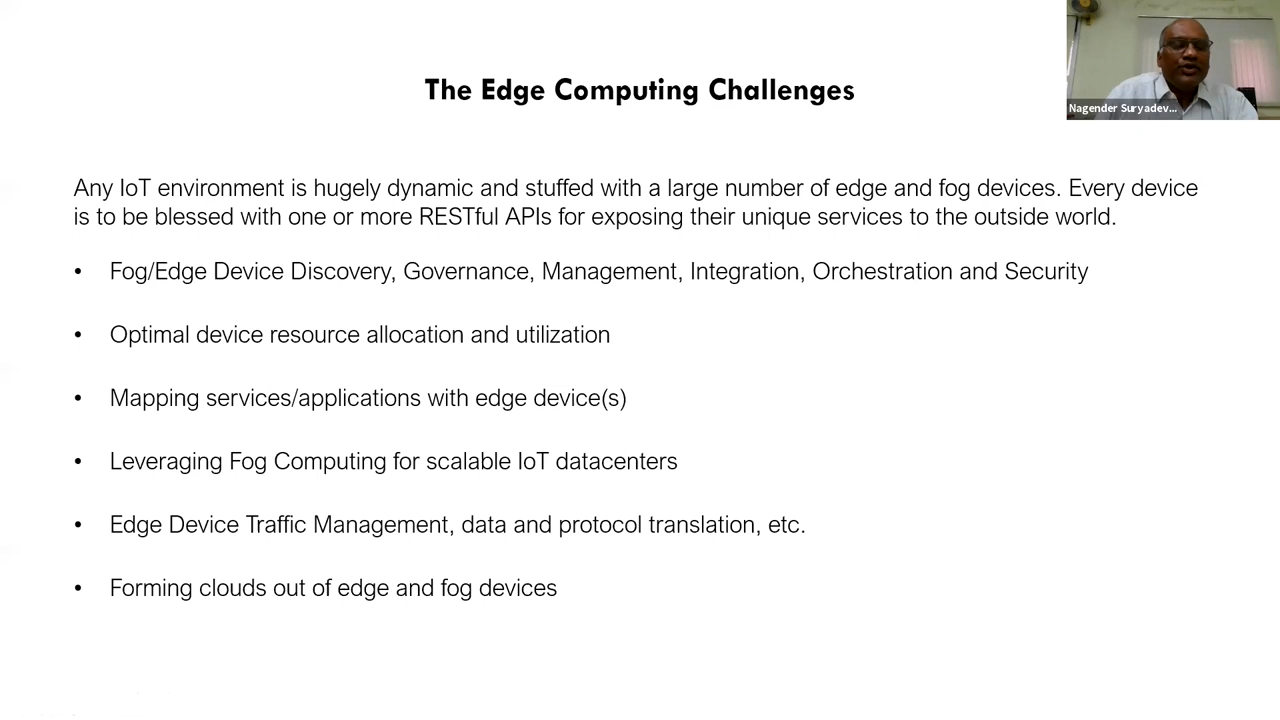 The Edge Computing Challenges
Nagender Suryadev...
Any IoT environment is hugely dynamic and stuffed with a large number of edge and fog devices. Every device
is to be blessed with one or more RESTful APIs for exposing their unique services to the outside world.
• Fog/Edge Device Discovery, Governance, Management, Integration, Orchestration and Security
• Optimal device resource allocation and utilization
• Mapping services/applications with edge device(s)
• Leveraging Fog Computing for scalable IoT datacenters
• Edge Device Traffic Management, data and protocol translation, etc.
• Forming clouds out of edge and fog devices